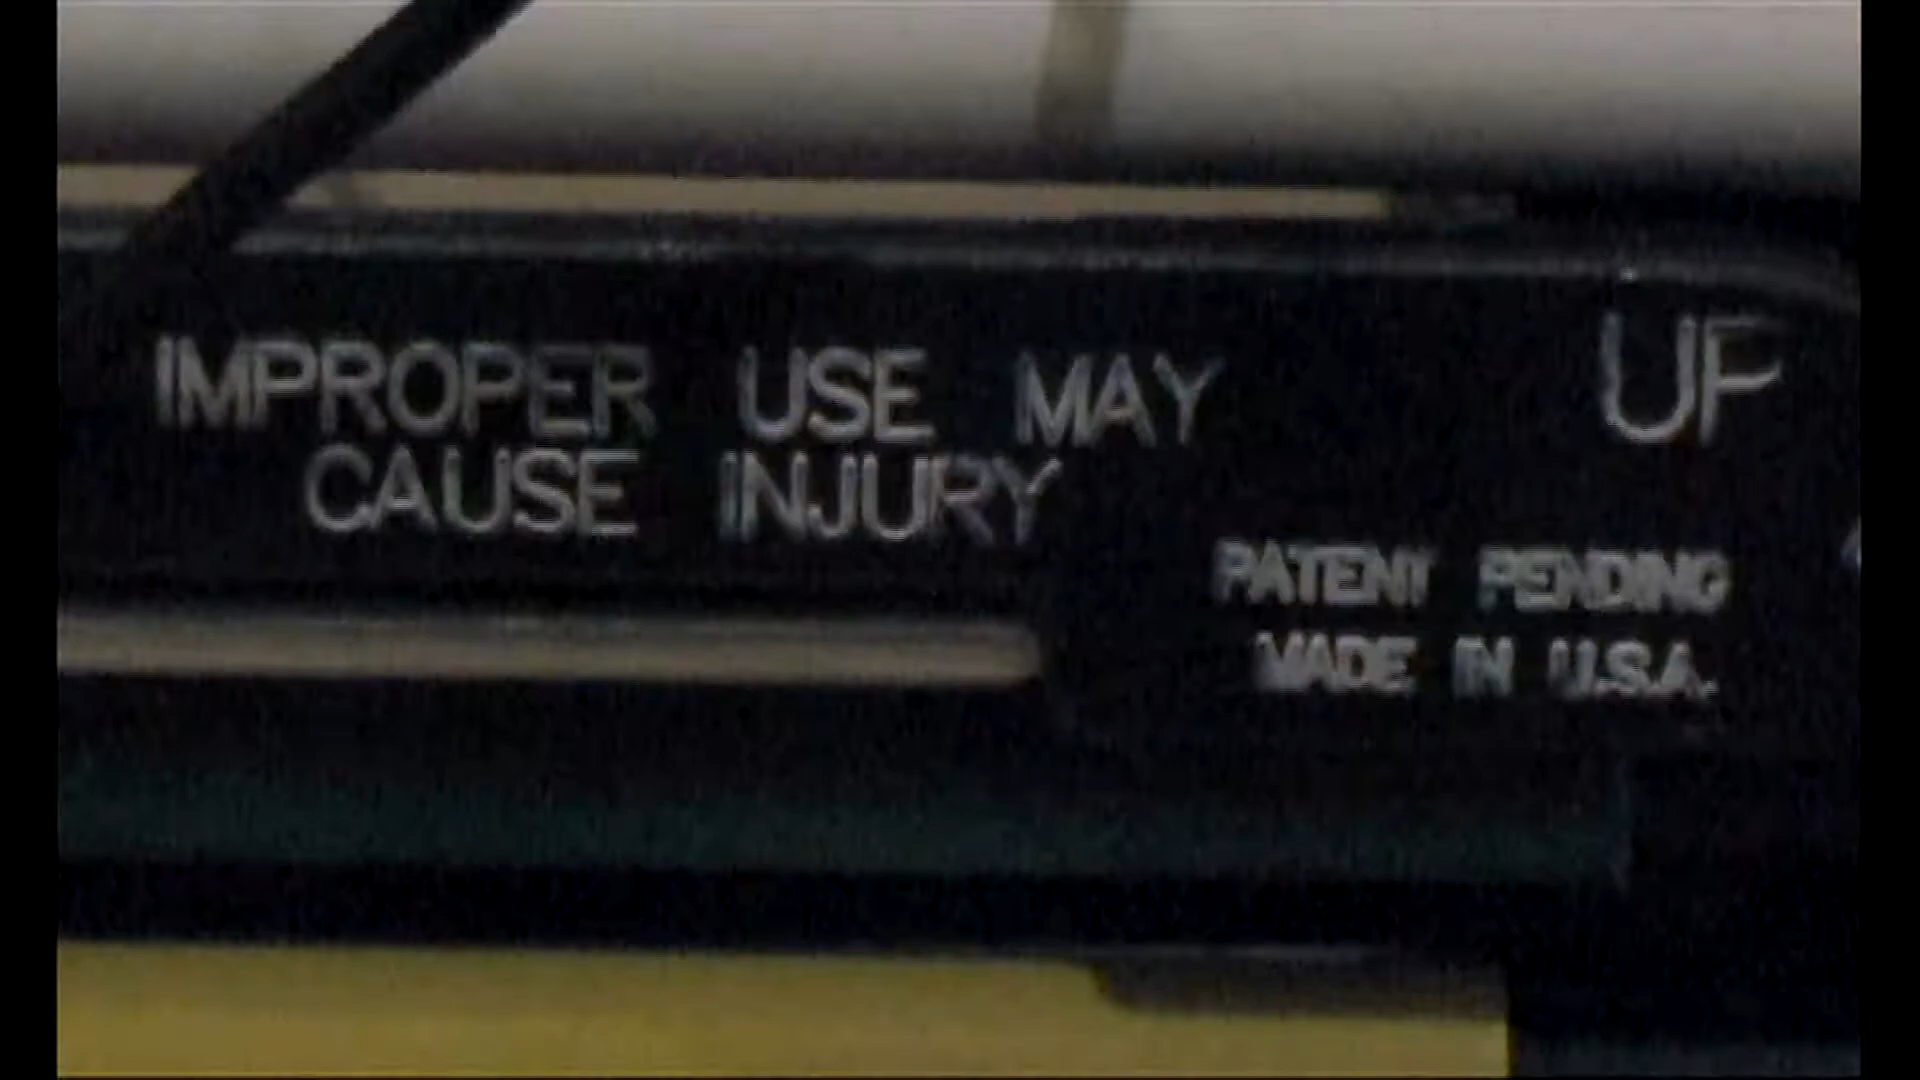 IMPROPER USE MAY
CAUSE INJURY
UP
PATENT PENDING
MADE IN U.S.A.